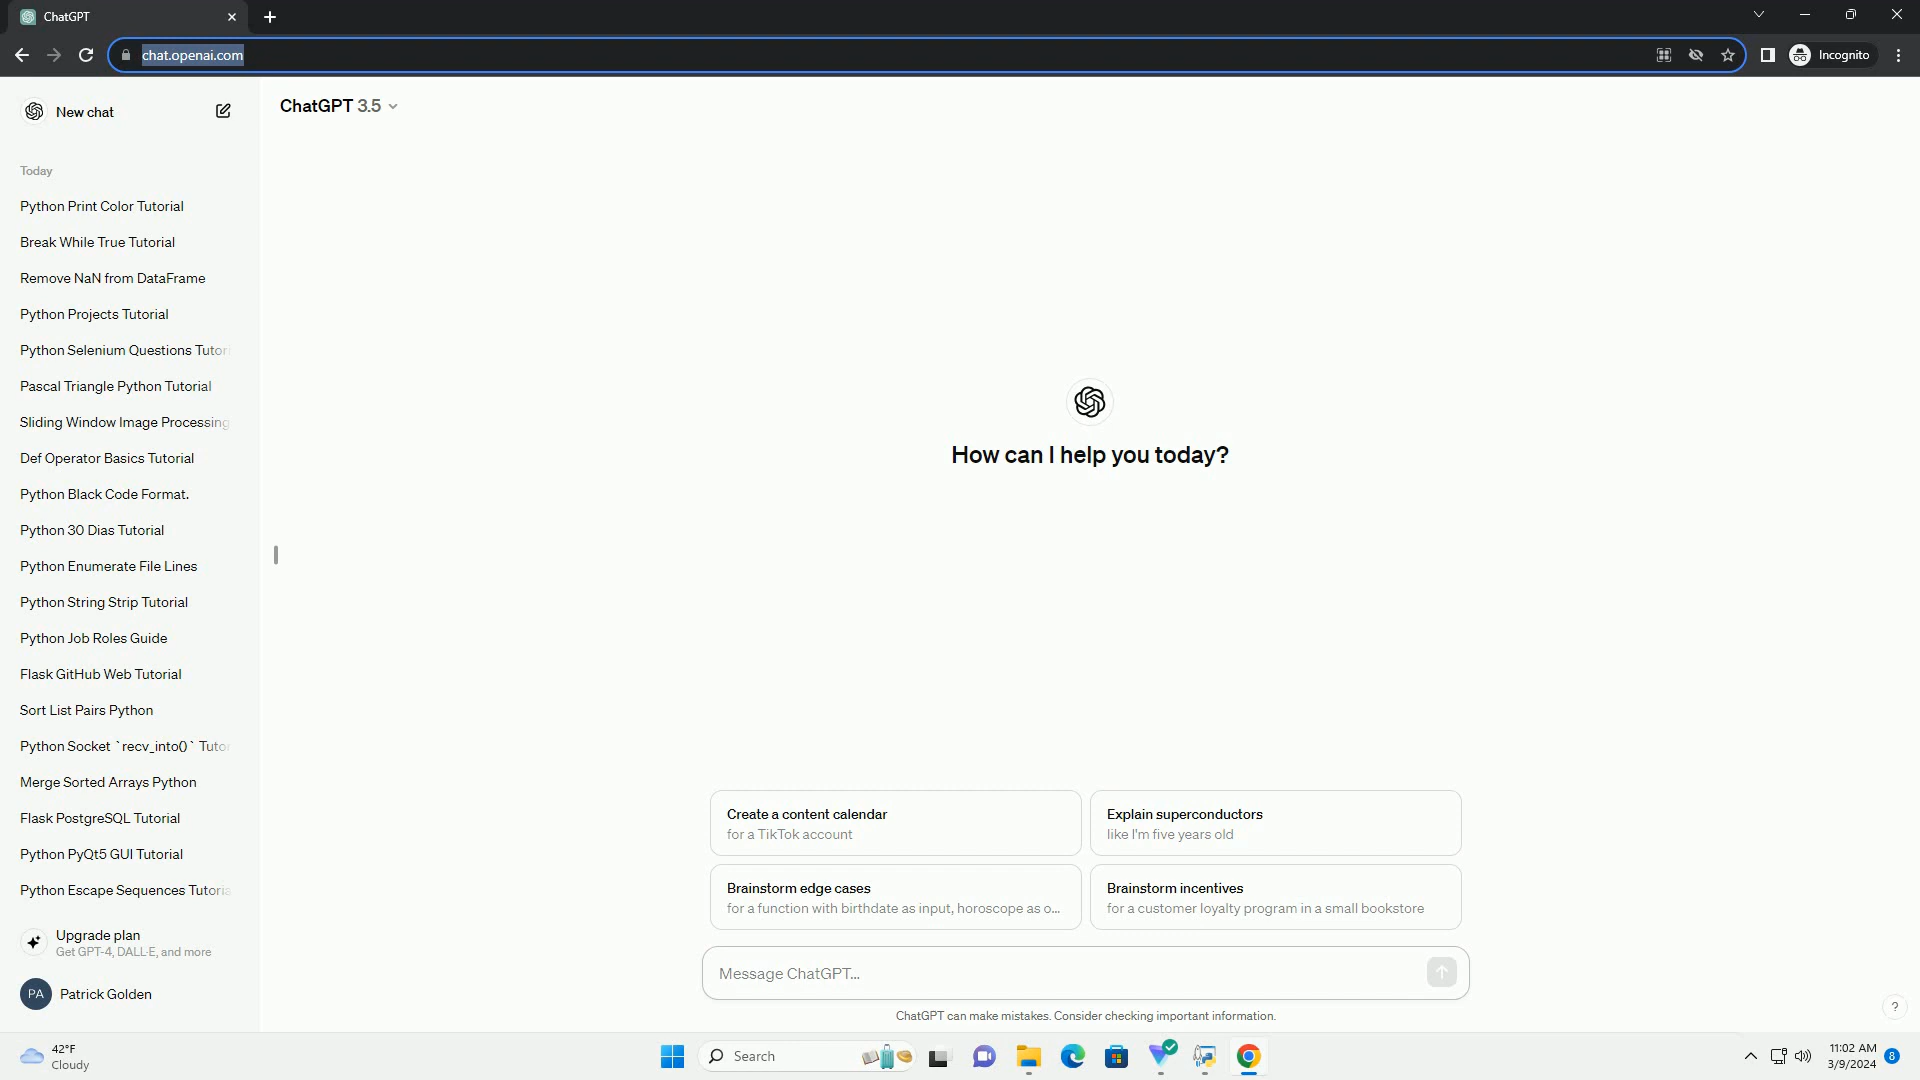 ChatGPT
chat.openai.com
Incognito
New chat
ChatGPT 3.5
Today
Python Print Color Tutorial
Break While True Tutorial
Remove NaN from DataFrame
Python Projects Tutorial
Python Selenium Questions Tutor
Pascal Triangle Python Tutorial
Sliding Window Image Processing
Def Operator Basics Tutorial
Python Black Code Format.
Python 30 Dias Tutorial
Python Enumerate File Lines
Python String Strip Tutorial
Python Job Roles Guide
Flask GitHub Web Tutorial
Sort List Pairs Python
Python Socket `recv_into()` Tutor
Merge Sorted Arrays Python
Flask PostgreSQL Tutorial
Python PyQt5 GUI Tutorial
Python Escape Sequences Tutoria
Upgrade plan
Get GPT-4, DALL·E, and more
PA Patrick Golden
How can I help you today?
Create a content calendar
for a TikTok account
Explain superconductors
like I'm five years old
Brainstorm edge cases
for a function with birthdate as input, horoscope as o...
Brainstorm incentives
for a customer loyalty program in a small bookstore
Message ChatGPT...
ChatGPT can make mistakes. Consider checking important information.
?
42°F
Cloudy
Search
11:02 AM
3/9/2024
8